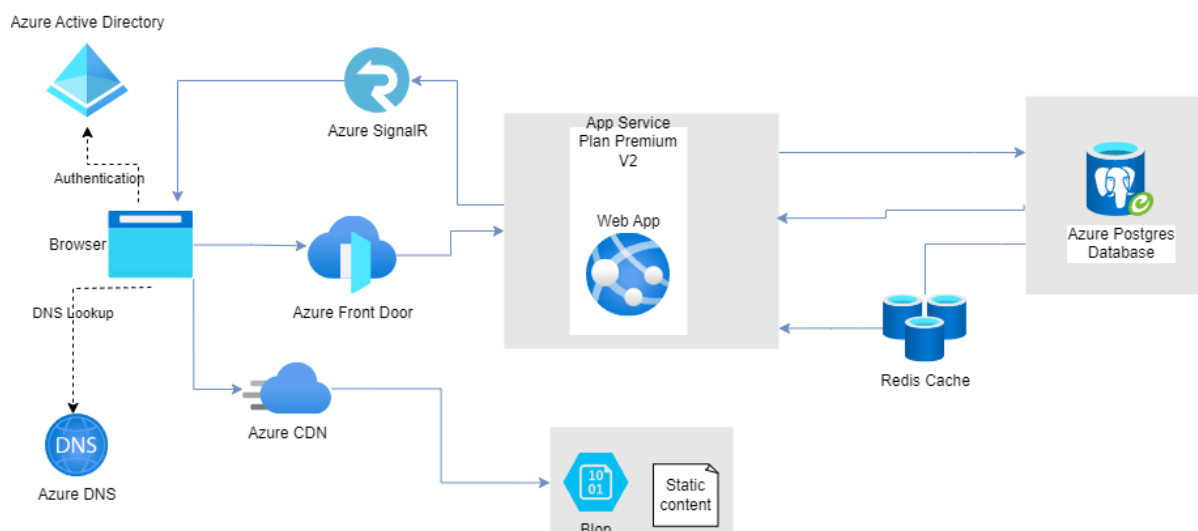 Azure Active Directory
Azure SignalR
App Service
Plan Premium
V2
Authentication
Browser
Web App
Azure Postgres
Database
DNS Lookup
Azure Front Door
Redis Cache
Azure CDN
DNS
Azure DNS
10
01
Static
content
Blop